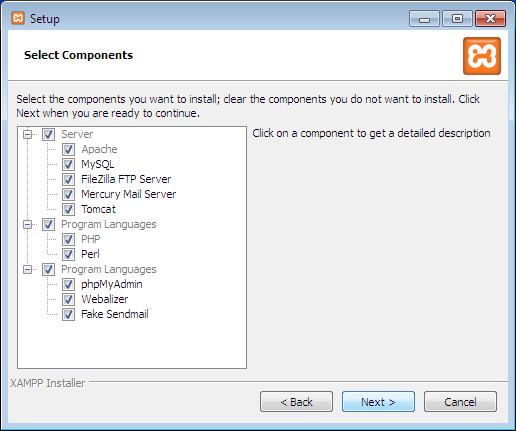 Setup
Select Components
Select the components you want to install; clear the components you do not want to install. Click
Next when you are ready to continue.
Server
Apache
MySQL
FileZilla FTP Server
Mercury Mail Server
Tomcat
Program Languages
PHP
Perl
Program Languages
phpMyAdmin
Webalizer
Fake Sendmail
Click on a component to get a detailed description
XAMPP Installer
< Back
Next >
Cancel